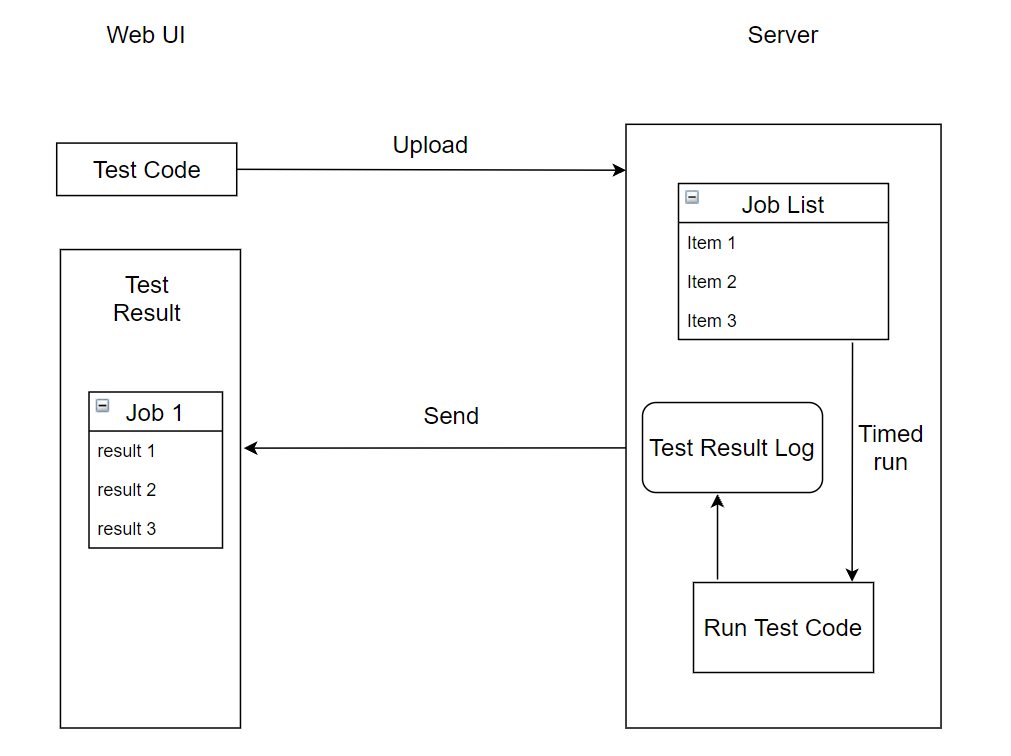 Web UI
Server
Test Code
Upload
Job List
Item 1
Item 2
Item 3
Test
Result
Job 1
result 1
result 2
result 3
Send
Test Result Log
Timed
run
Run Test Code